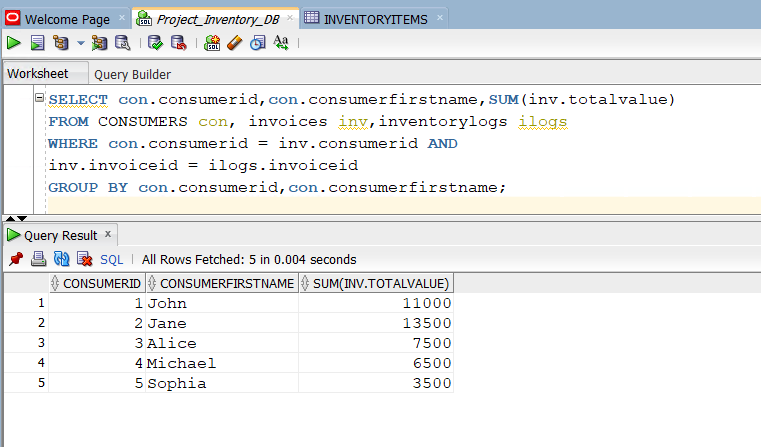 Welcome Page Project_Inventory_DB INVENTORYITEMS
SQL Aa
Worksheet Query Builder
SELECT con.consumerid,con.consumerfirstname,SUM(inv.totalvalue)
FROM CONSUMERS con, invoices inv,inventorylogs ilogs
WHERE con.consumerid = inv.consumerid AND
inv.invoiceid = ilogs.invoiceid
GROUP BY con.consumerid,con.consumerfirstname;
Query Result x
SQL | All Rows Fetched: 5 in 0.004 seconds
CONSUMERID CONSUMERFIRSTNAME SUM(INV.TOTALVALUE)
1 1 John 11000
2 2 Jane 13500
3 3 Alice 7500
4 4 Michael 6500
5 5 Sophia 3500